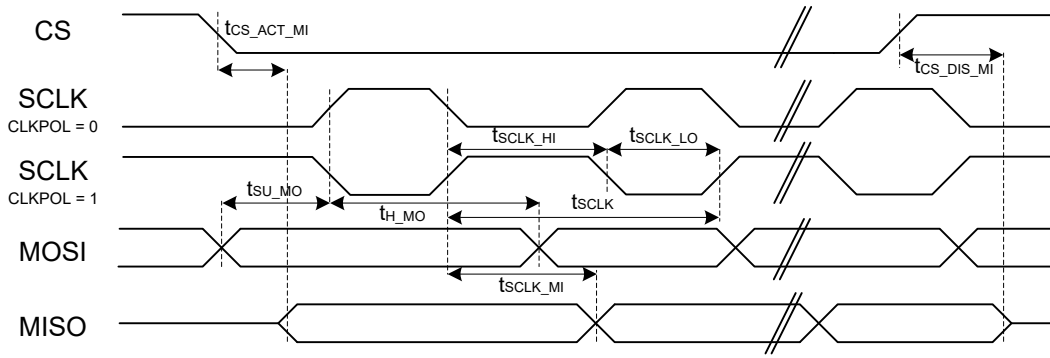 CS
tCS_ACT_MI
tCS_DIS_MI
SCLK
CLKPOL = 0
tSCLK_HI
tSCLK_LO
SCLK
CLKPOL = 1
tSU_MO
tH_MO
tSCLK
MOSI
tSCLK_MI
MISO